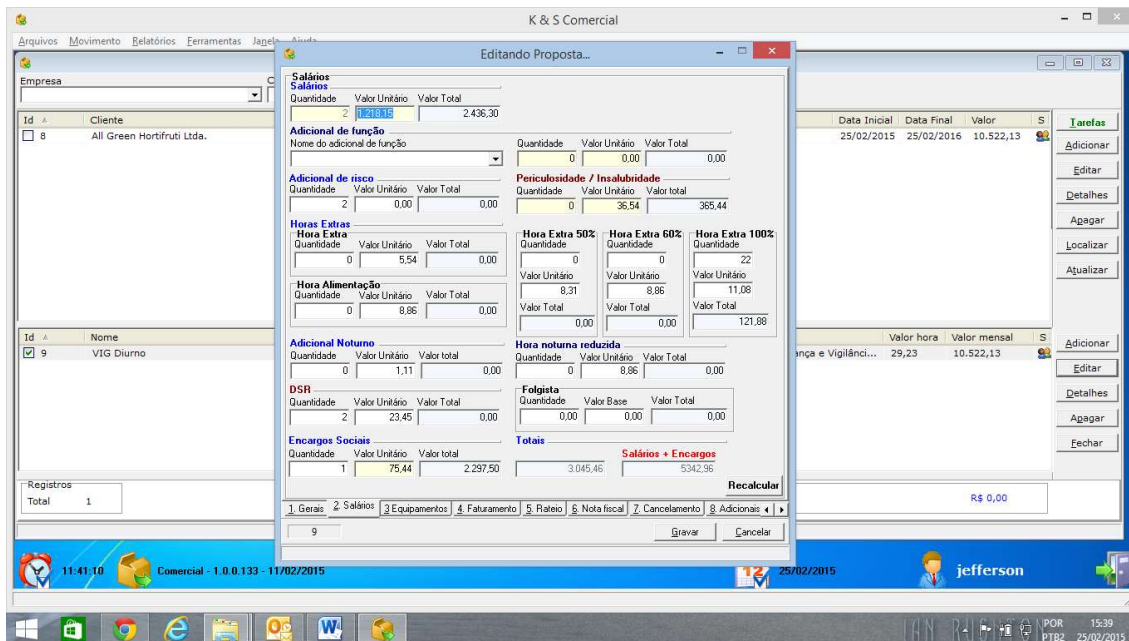 K & S Comercial
Arquivos Movimento Relatórios Ferramentas Janela Ajuda
Editando Proposta...
Empresa
Id Cliente Data Inicial Data Final Valor S
8 All Green Hortifruti Ltda. 25/02/2015 25/02/2016 10.522,13
Tarefas
Adicionar
Editar
Detalhes
Apagar
Localizar
Atualizar
Salários
Salários
Quantidade Valor Unitário Valor Total
2 1.218,15 2.436,30
Adicional de função
Nome do adicional de função Quantidade Valor Unitário Valor Total
0 0,00 0,00
Adicional de risco Periculosidade / Insalubridade
Quantidade Valor Unitário Valor Total Quantidade Valor Unitário Valor total
2 0,00 0,00 0 36,54 365,44
Horas Extras
Hora Extra Hora Extra 50% Hora Extra 60% Hora Extra 100%
Quantidade Valor Unitário Valor Total Quantidade Quantidade Quantidade
0 5,54 0,00 0 0 22
Valor Unitário Valor Unitário Valor Unitário
Hora Alimentação 8,31 8,86 11,08
Quantidade Valor Unitário Valor Total Valor Total Valor Total Valor Total
0 8,86 0,00 0,00 0,00 121,88
Adicional Noturno Hora noturna reduzida
Quantidade Valor Unitário Valor total Quantidade Valor Unitário Valor Total
0 1,11 0,00 0 8,86 0,00
DSR Folgista
Quantidade Valor Unitário Valor Total Quantidade Valor Base Valor Total
2 23,45 0,00 0,00 0,00 0,00
Encargos Sociais Totais
Quantidade Valor Unitário Valor total Salários + Encargos
1 75,44 2.297,50 3.045,46 5342,96
Recalcular
1. Gerais 2. Salários 3 Equipamentos 4. Faturamento 5. Rateio 6. Nota fiscal 7. Cancelamento 8. Adicionais
9 Gravar Cancelar
Id Nome Valor hora Valor mensal S
9 VIG Diurno ança e Vigilânci... 29,23 10.522,13
Adicionar
Editar
Detalhes
Apagar
Fechar
Registros
Total 1 R$ 0,00
11:41:10 Comercial - 1.0.0.133 - 11/02/2015 12 25/02/2015 jefferson
POR 15:39
PTB2 25/02/2015